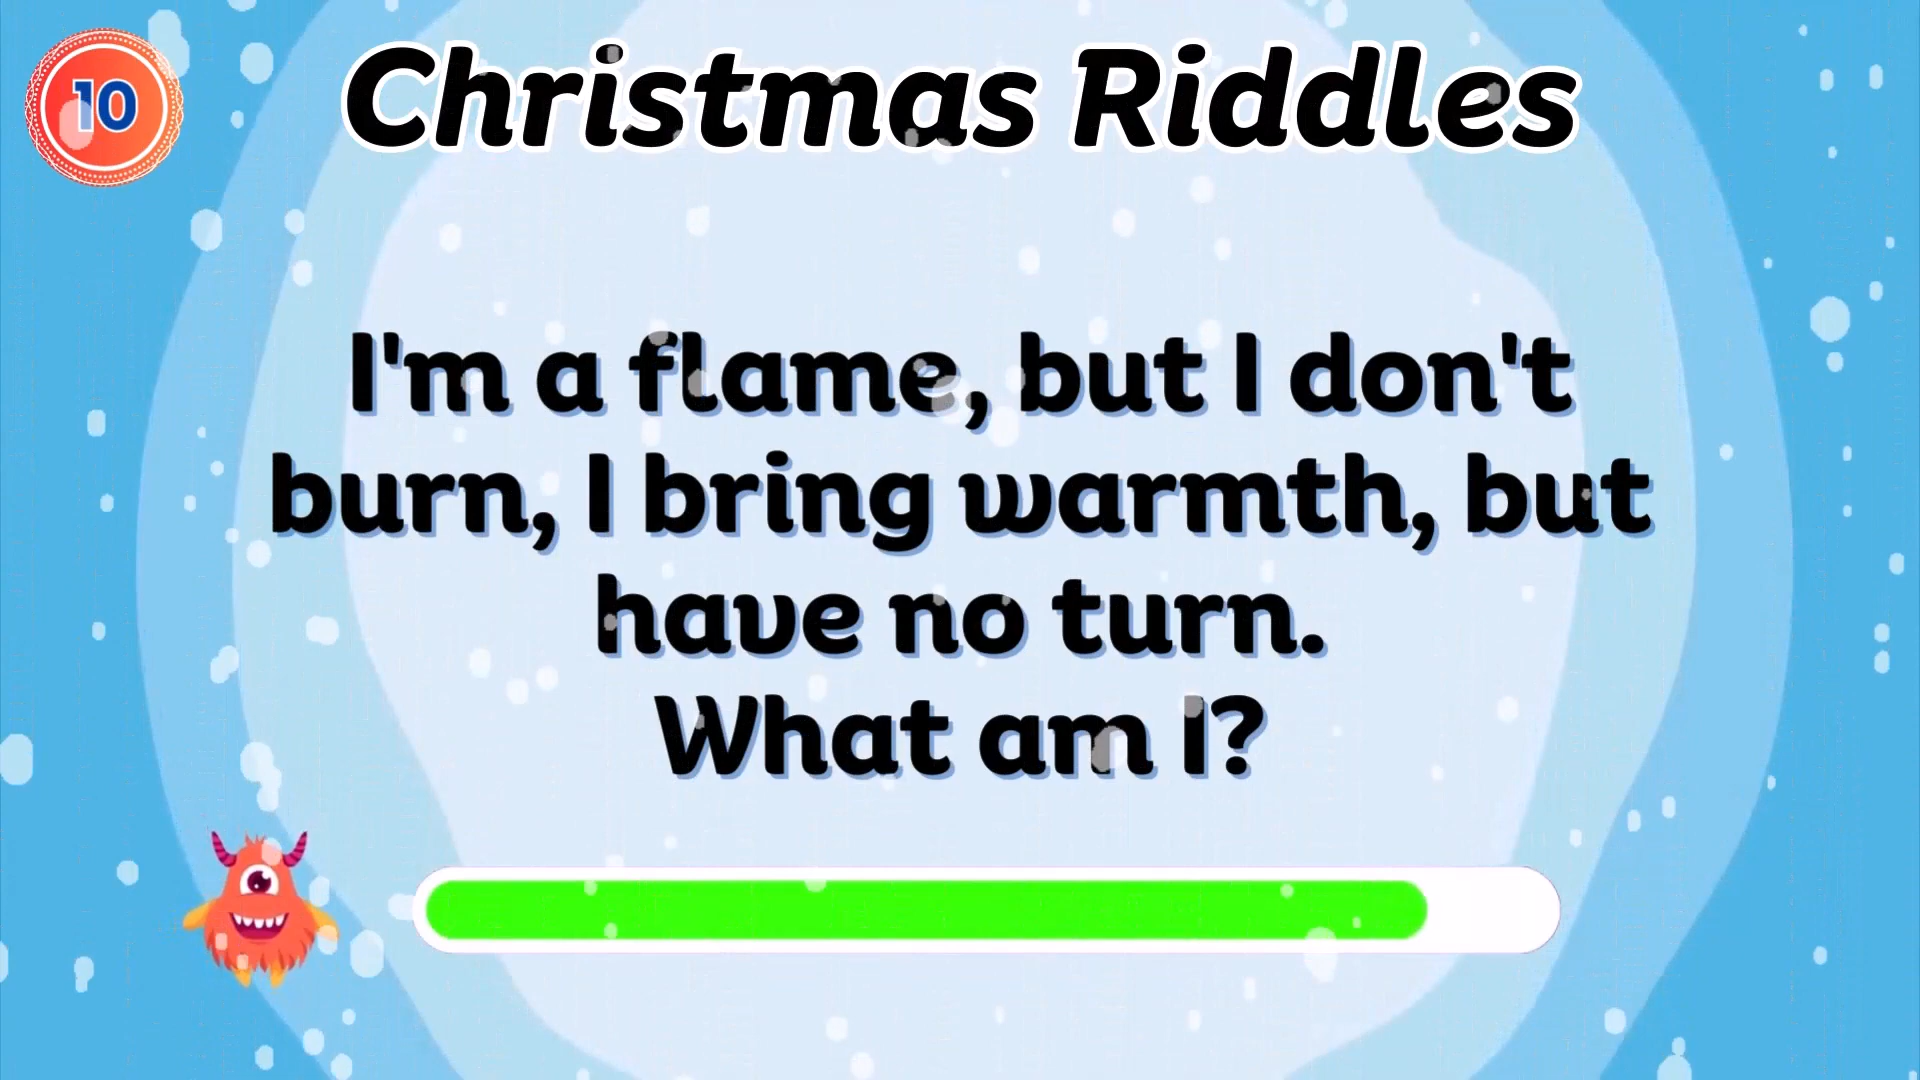 10
Christmas Riddles
I'm a flame, but I don't
burn, I bring warmth, but
have no turn.
What am I?